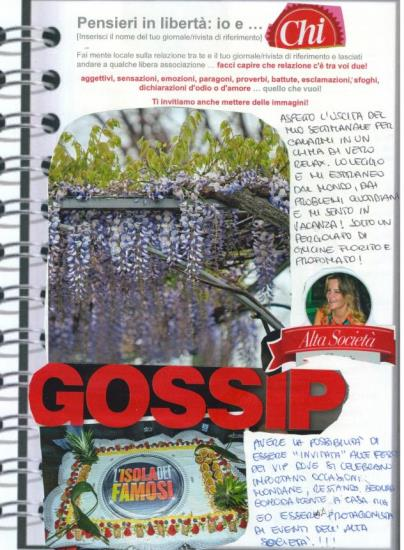 Pensieri in libertà: io e ...
Chi
[Inserisci il nome del tuo giornale/rivista di riferimento]
...
Fai mente locale sulla relazione tra te e il tuo giornale/rivista di riferimento e lasciati
andare a qualche libera associazione ... facci capire che relazione c'è tra voi due!
aggettivi, sensazioni, emozioni, paragoni, proverbi, battute, esclamazioni, sfoghi,
dichiarazioni d'odio o d'amore ... quello che vuoi!
Ti invitiamo anche mettere delle immagini!
ASPETTO L'USCITA DEL
MIO SETTIMANALE PER
CALARMI IN UN
CLIMA DI VERO
RELAX. LO LEGGO
E MI ESTRANEO
DAL MONDO, DAI
PROBLEMI QUOTIDIANI
E MI SENTO IN
VACANZA! SOTTO UN
PERGOLATO DI
GLICINE FIORITO E
PROFUMATO!
Alta Società
GOSSIP
L'ISOLA DEI
FAMOSI
AVERE LA POSSIBILITA' DI
ESSERE "INVITATA" ALLE FESTE
DEI VIP DOVE SI CELEBRANO
IMPORTANTI OCCASIONI
MONDANE, RESTANDO SEDUTA
COMODAMENTE A CASA MIA
ED ESSERE PROTAGONISTA
DI EVENTI DELL'ALTA
SOCIETA'!!!